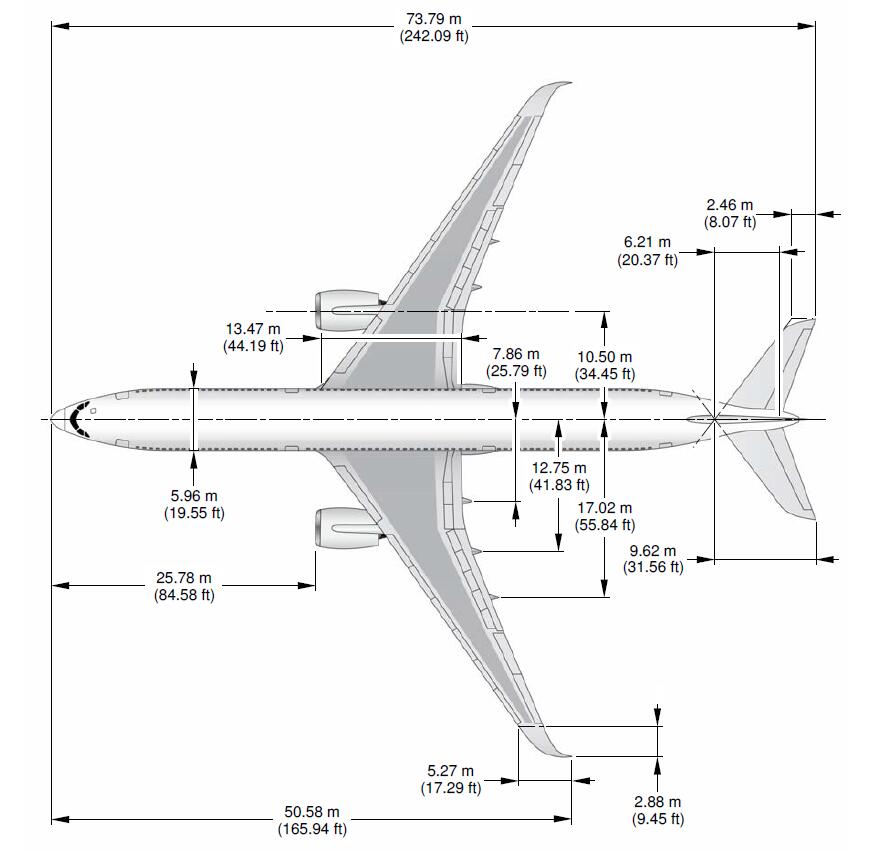 73.79 m
(242.09 ft)
2.46 m
(8.07 ft)
6.21 m
(20.37 ft)
13.47 m
(44.19 ft)
7.86 m
(25.79 ft)
10.50 m
(34.45 ft)
5.96 m
(19.55 ft)
12.75 m
(41.83 ft)
17.02 m
(55.84 ft)
9.62 m
(31.56 ft)
25.78 m
(84.58 ft)
5.27 m
(17.29 ft)
2.88 m
(9.45 ft)
50.58 m
(165.94 ft)